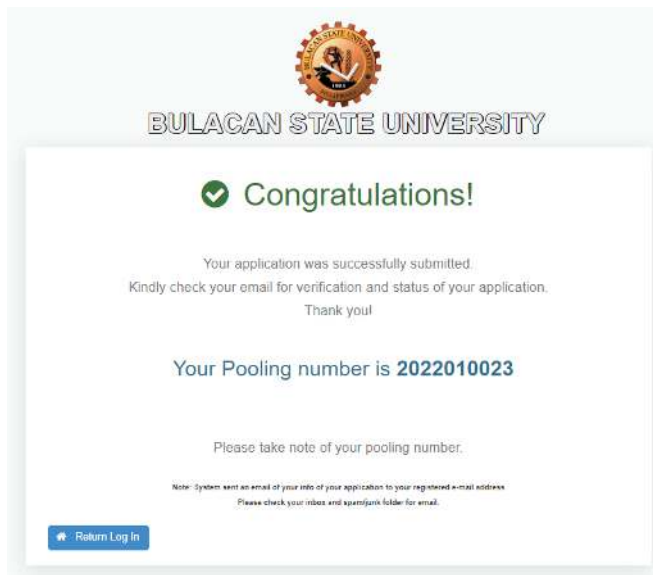 BULACAN STATE UNIVERSITY
BULACAN STATE UNIVERSITY
Congratulations!
Your application was successfully submitted.
Kindly check your email for verification and status of your application.
Thank you!
Your Pooling number is 2022010023
Please take note of your pooling number.
Note: System sent an email of your info of your application to your registered e-mail address
Please check your inbox and spam/junk folder for email.
Return Log In